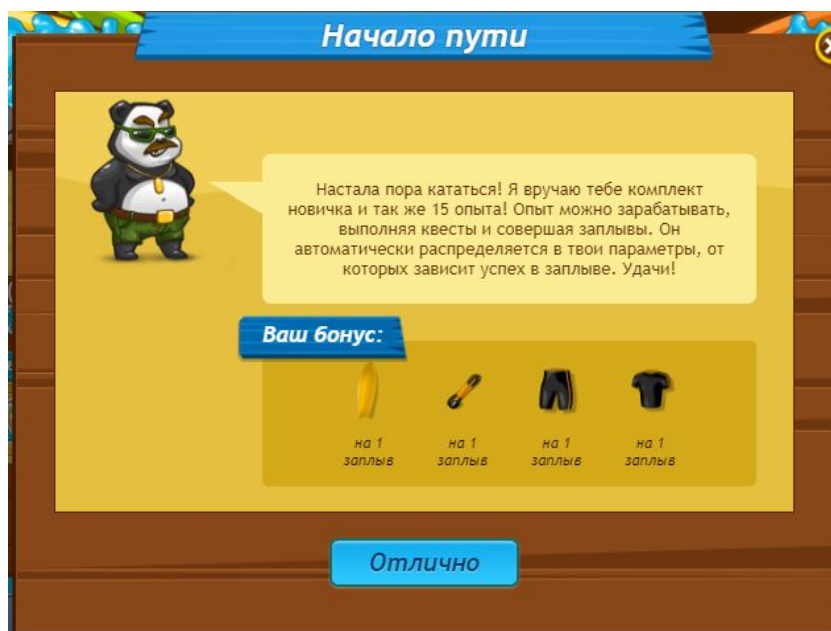 Начало пути
Настала пора кататься! Я вручаю тебе комплект
новичка и так же 15 опыта! Опыт можно зарабатывать,
выполняя квесты и совершая заплывы. Он
автоматически распределяется в твои параметры, от
которых зависит успех в заплыве. Удачи!
Ваш бонус:
на 1 на 1 на 1 на 1
заплыв заплыв заплыв заплыв
Отлично